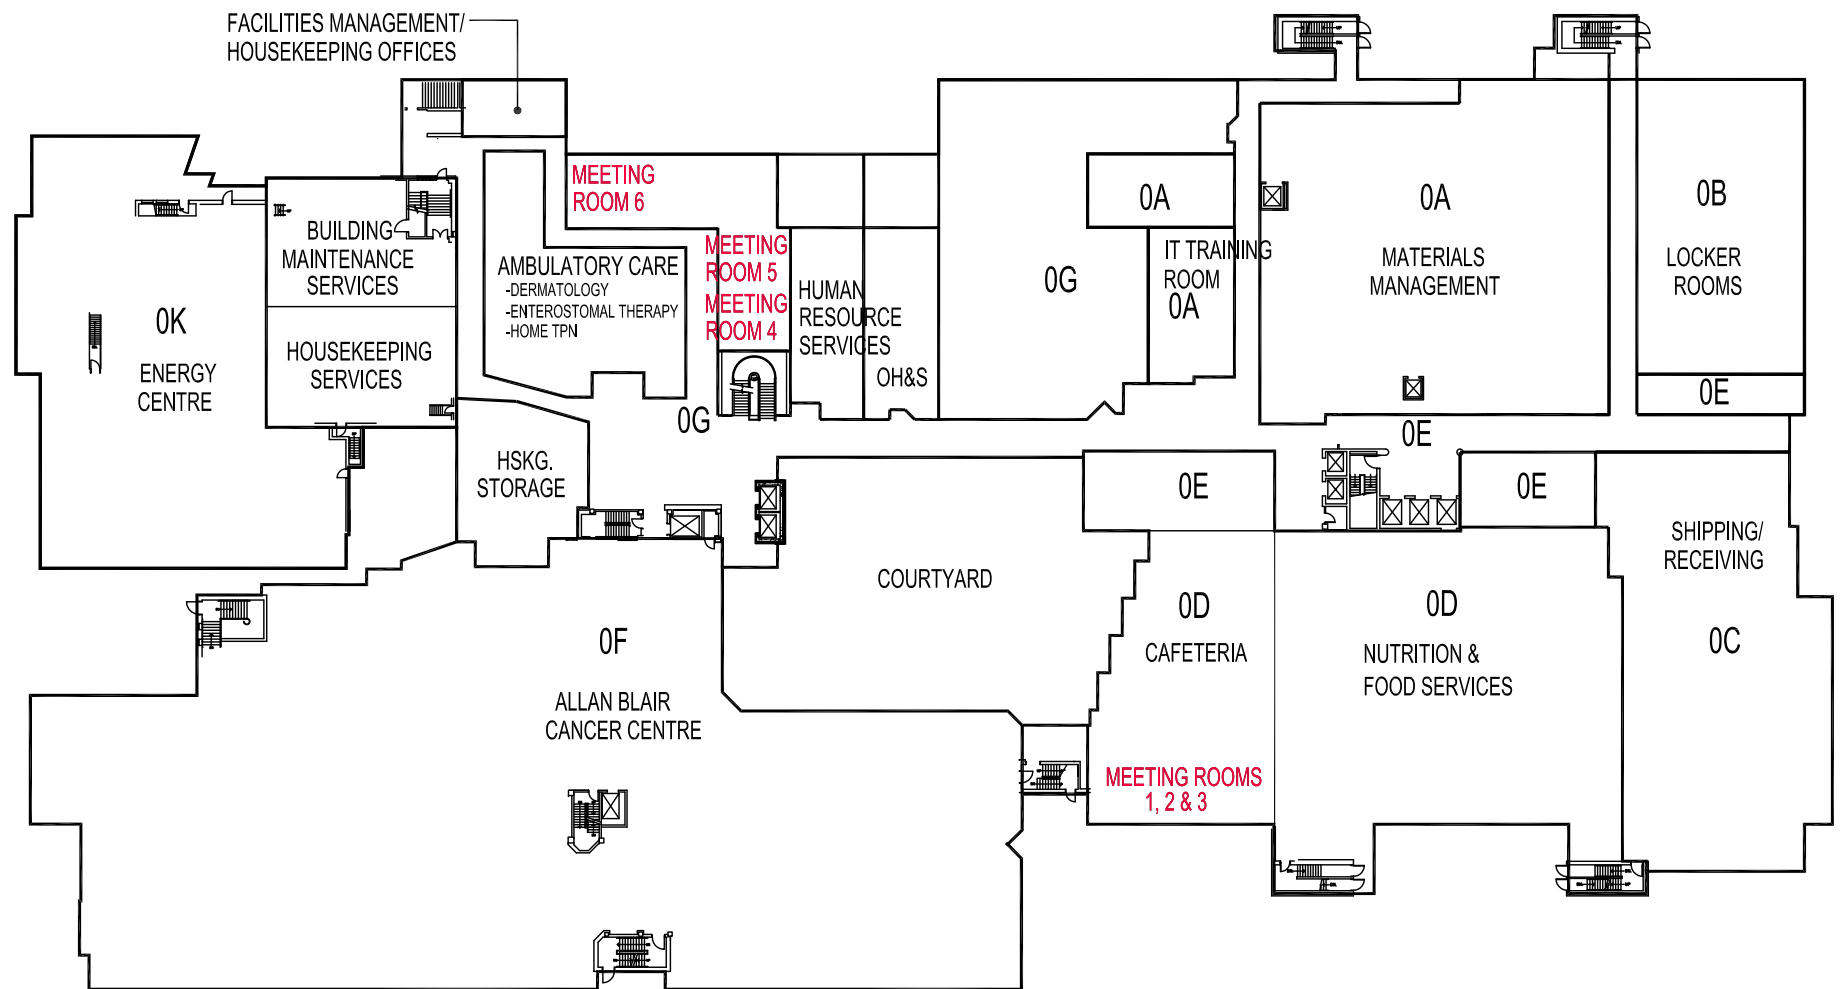 FACILITIES MANAGEMENT/
HOUSEKEEPING OFFICES
MEETING
ROOM 6
0A
0A
0B
BUILDING
MAINTENANCE
SERVICES
AMBULATORY CARE
-DERMATOLOGY
-ENTEROSTOMAL THERAPY
-HOME TPN
MEETING
ROOM 5
MEETING
ROOM 4
HUMAN
RESOURCE
SERVICES
OH&S
0G
IT TRAINING
ROOM
0A
MATERIALS
MANAGEMENT
LOCKER
ROOMS
0K
ENERGY
CENTRE
HOUSEKEEPING
SERVICES
0G
0E
0E
HSKG.
STORAGE
0E
0E
SHIPPING/
RECEIVING
COURTYARD
0D
CAFETERIA
0D
NUTRITION &
FOOD SERVICES
0C
0F
ALLAN BLAIR
CANCER CENTRE
MEETING ROOMS
1, 2 & 3